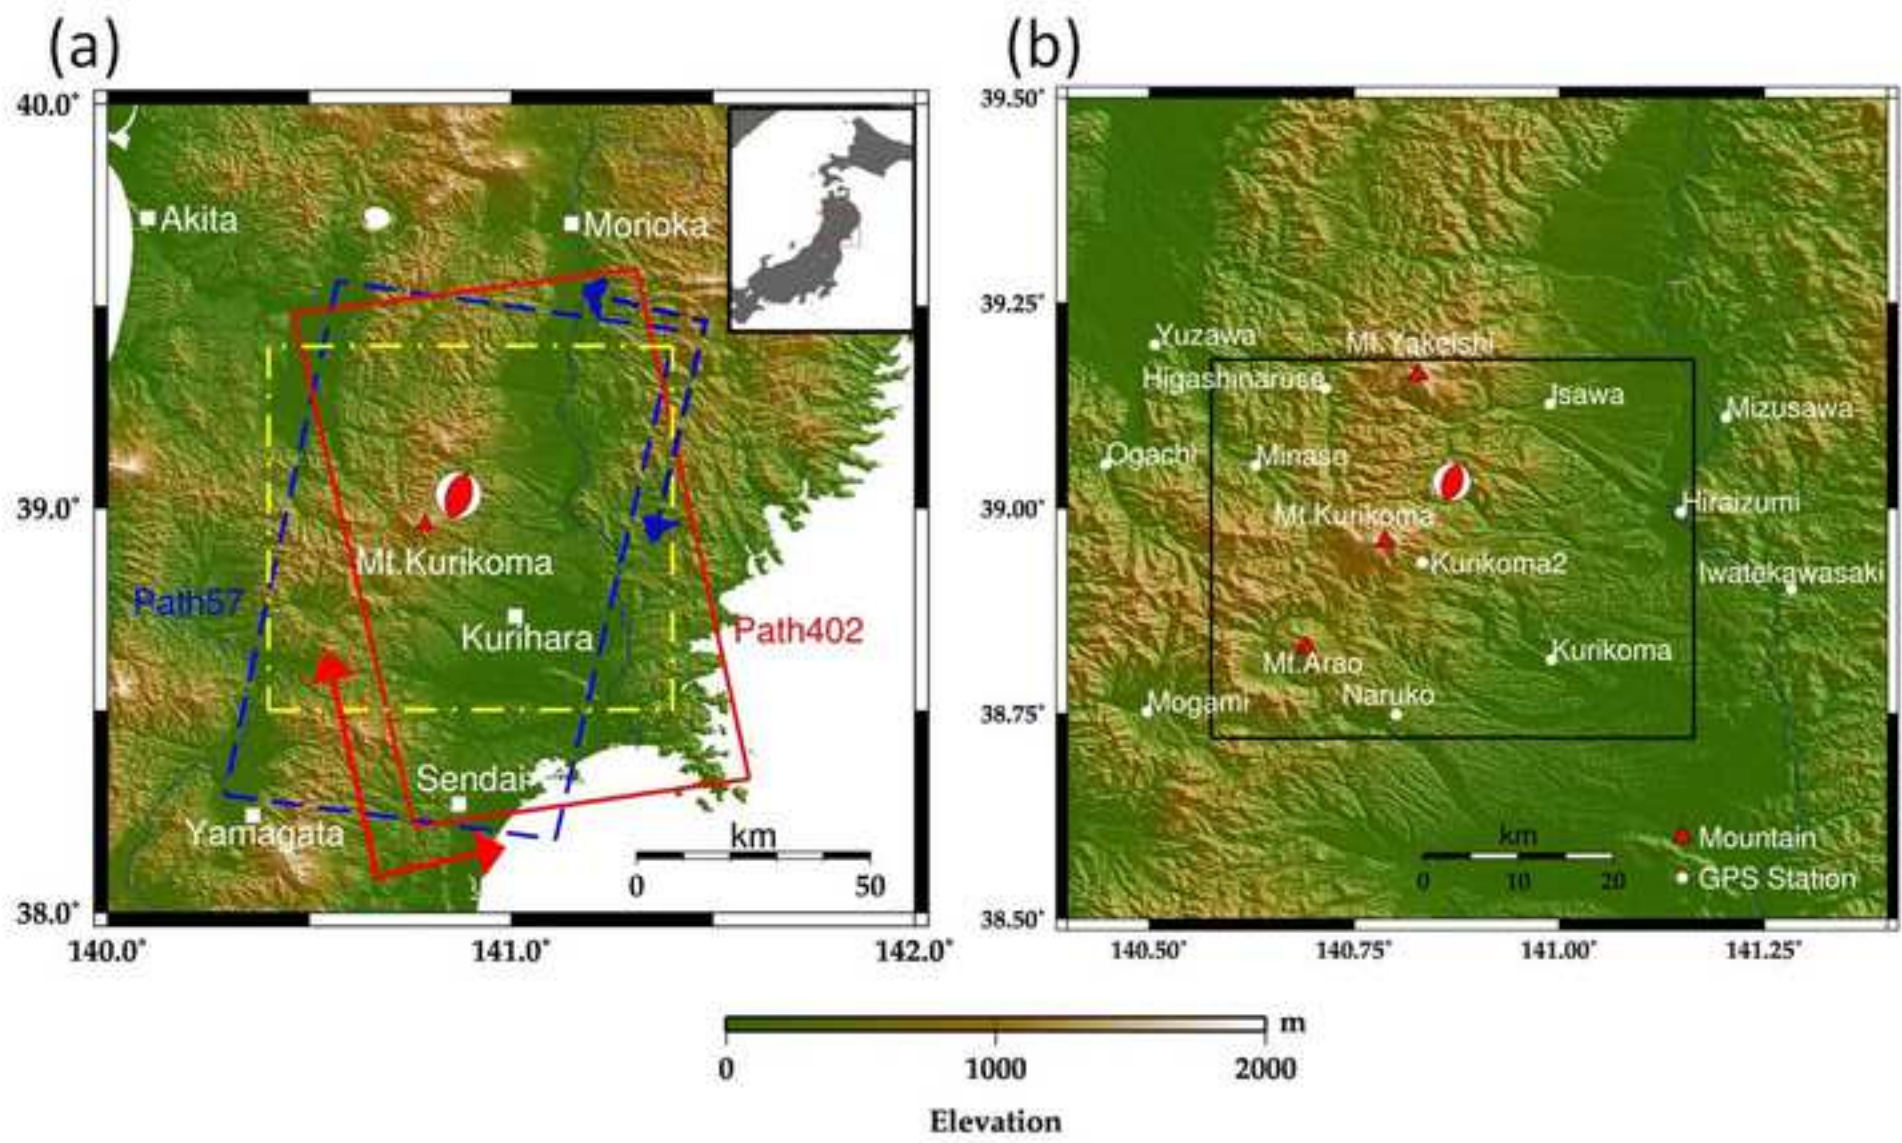 (a)
40.0°
39.0°
38.0°
140.0°
141.0°
142.0°
Akita
Morioka
Mt.Kurikoma
Path57
Kurihara
Path402
Sendai
Yamagata
km
0
50
(b)
39.50°
39.25°
39.00°
38.75°
38.50°
140.50°
140.75°
141.00°
141.25°
Yuzawa
Mt.Yakeishi
Higashinaruse
Isawa
Mizusawa
Ogachi
Minase
Hiraizumi
Mt.Kurikoma
Kurikoma2
Iwatekawasaki
Kurikoma
Mt.Arao
Naruko
Mogami
km
0
10
20
Mountain
GPS Station
m
0
1000
2000
Elevation